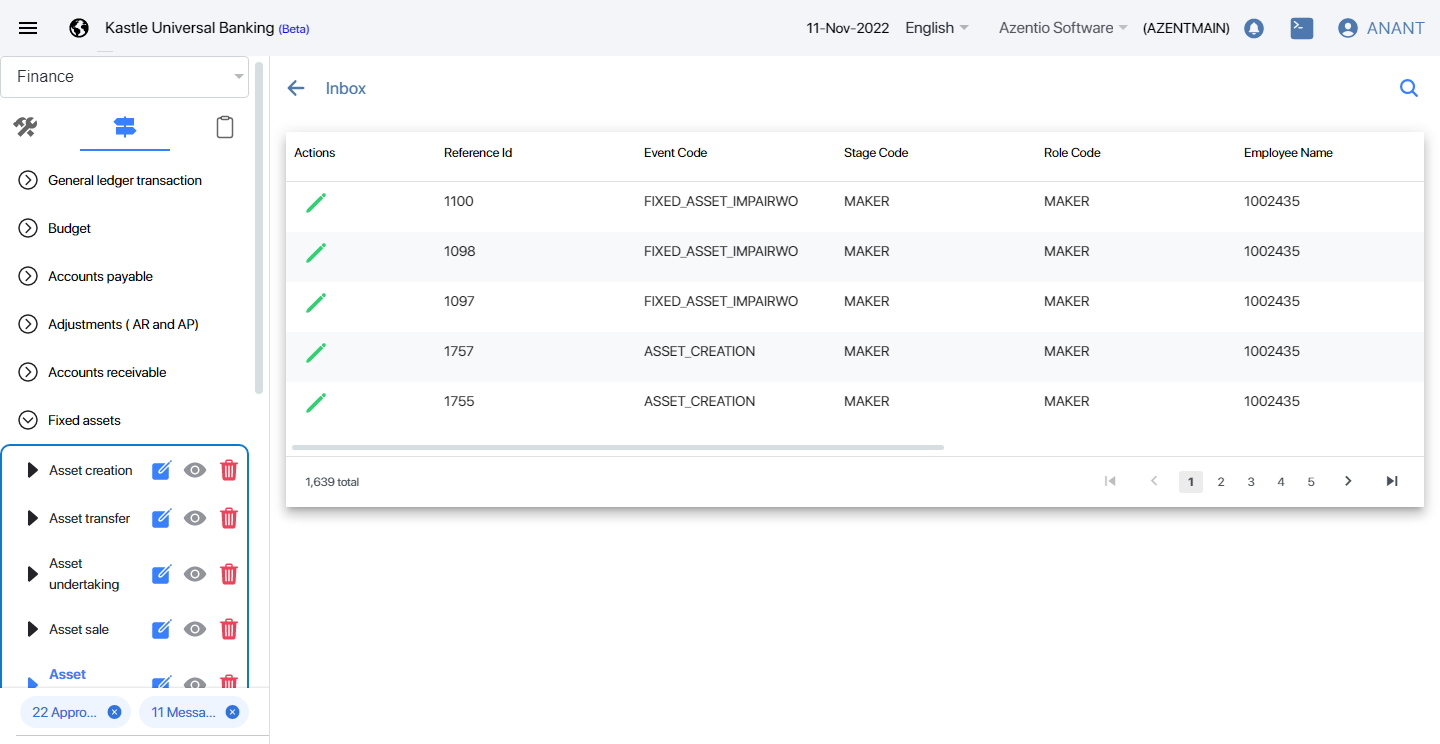 Kastle Universal Banking (Beta)
11-Nov-2022 English Azentio Software (AZENTMAIN) ANANT
Finance
General ledger transaction
Budget
Accounts payable
Adjustments ( AR and AP)
Accounts receivable
Fixed assets
Asset creation
Asset transfer
Asset
undertaking
Asset sale
Asset
22 Appro...
11 Messa...
Inbox
Actions Reference Id Event Code Stage Code Role Code Employee Name
1100 FIXED_ASSET_IMPAIRWO MAKER MAKER 1002435
1098 FIXED_ASSET_IMPAIRWO MAKER MAKER 1002435
1097 FIXED_ASSET_IMPAIRWO MAKER MAKER 1002435
1757 ASSET_CREATION MAKER MAKER 1002435
1755 ASSET_CREATION MAKER MAKER 1002435
1,639 total
1 2 3 4 5